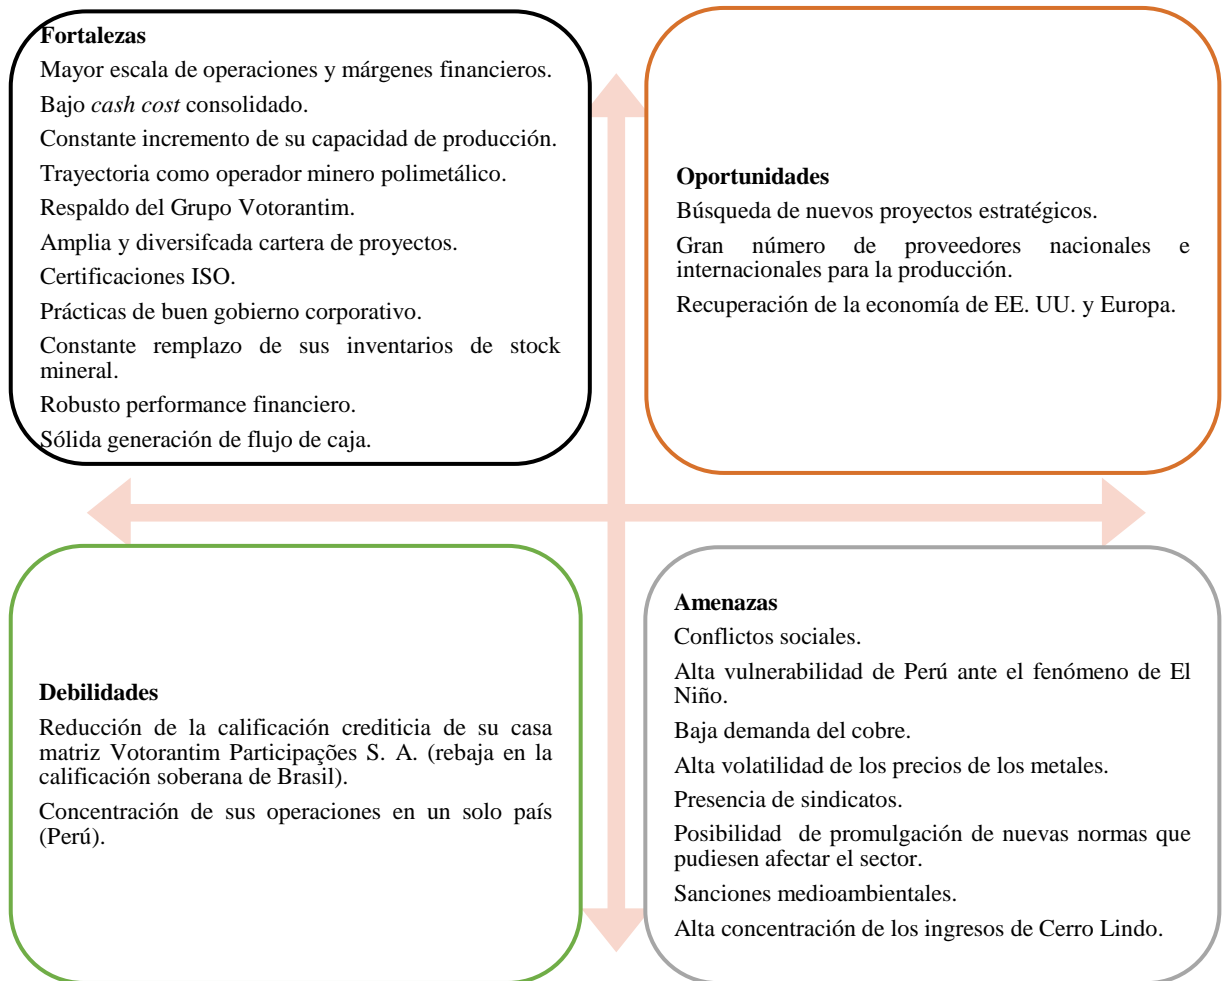 Fortalezas
Mayor escala de operaciones y márgenes financieros.
Bajo cash cost consolidado.
Constante incremento de su capacidad de producción.
Trayectoria como operador minero polimetálico.
Respaldo del Grupo Votorantim.
Amplia y diversifcada cartera de proyectos.
Certificaciones ISO.
Prácticas de buen gobierno corporativo.
Constante remplazo de sus inventarios de stock
mineral.
Robusto performance financiero.
Sólida generación de flujo de caja.
Oportunidades
Búsqueda de nuevos proyectos estratégicos.
Gran número de proveedores nacionales e
internacionales para la producción.
Recuperación de la economía de EE. UU. y Europa.
Debilidades
Reducción de la calificación crediticia de su casa
matriz Votorantim Participações S. A. (rebaja en la
calificación soberana de Brasil).
Concentración de sus operaciones en un solo país
(Perú).
Amenazas
Conflictos sociales.
Alta vulnerabilidad de Perú ante el fenómeno de El
Niño.
Baja demanda del cobre.
Alta volatilidad de los precios de los metales.
Presencia de sindicatos.
Posibilidad de promulgación de nuevas normas que
pudiesen afectar el sector.
Sanciones medioambientales.
Alta concentración de los ingresos de Cerro Lindo.